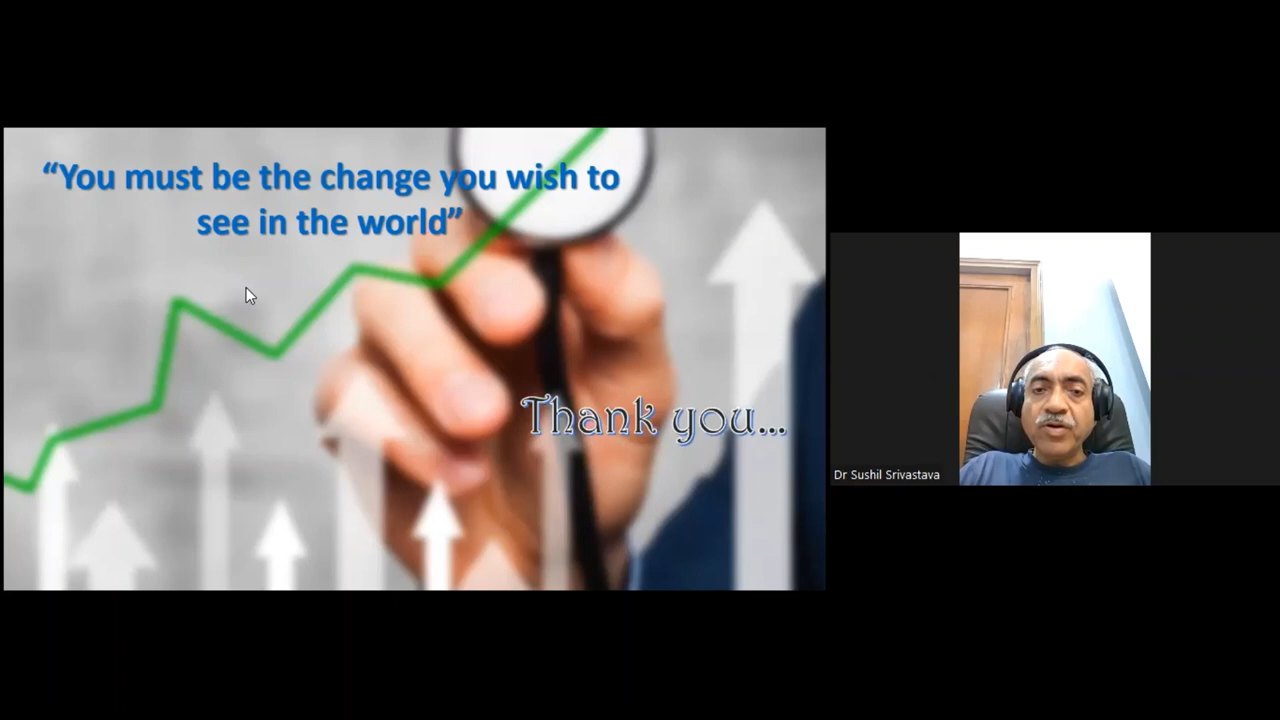 “You must be the change you wish to
see in the world”
Thank you...
Dr Sushil Srivastava